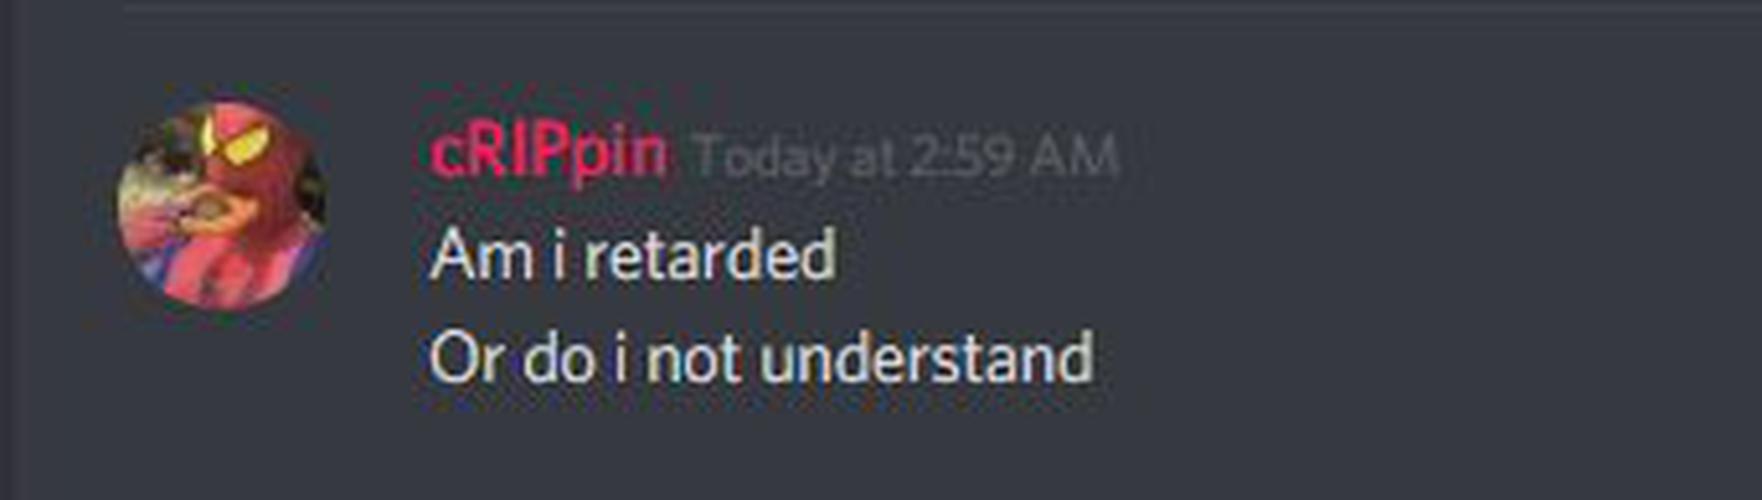 cRIPpin Today at 2:59 AM
Am i retarded
Or do i not understand